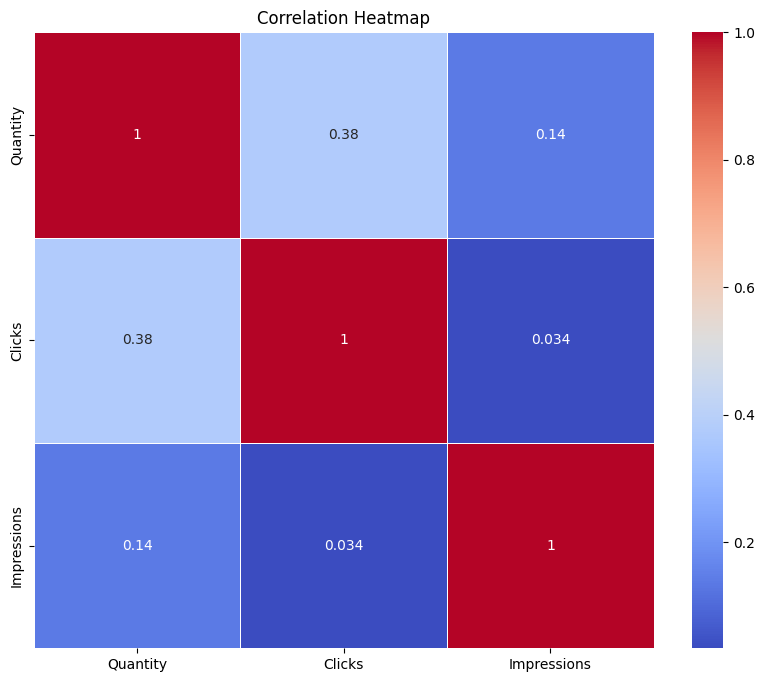 Correlation Heatmap
Quantity
1
0.38
0.14
Clicks
0.38
1
0.034
Impressions
0.14
0.034
1
Quantity
Clicks
Impressions
1.0
0.8
0.6
0.4
0.2